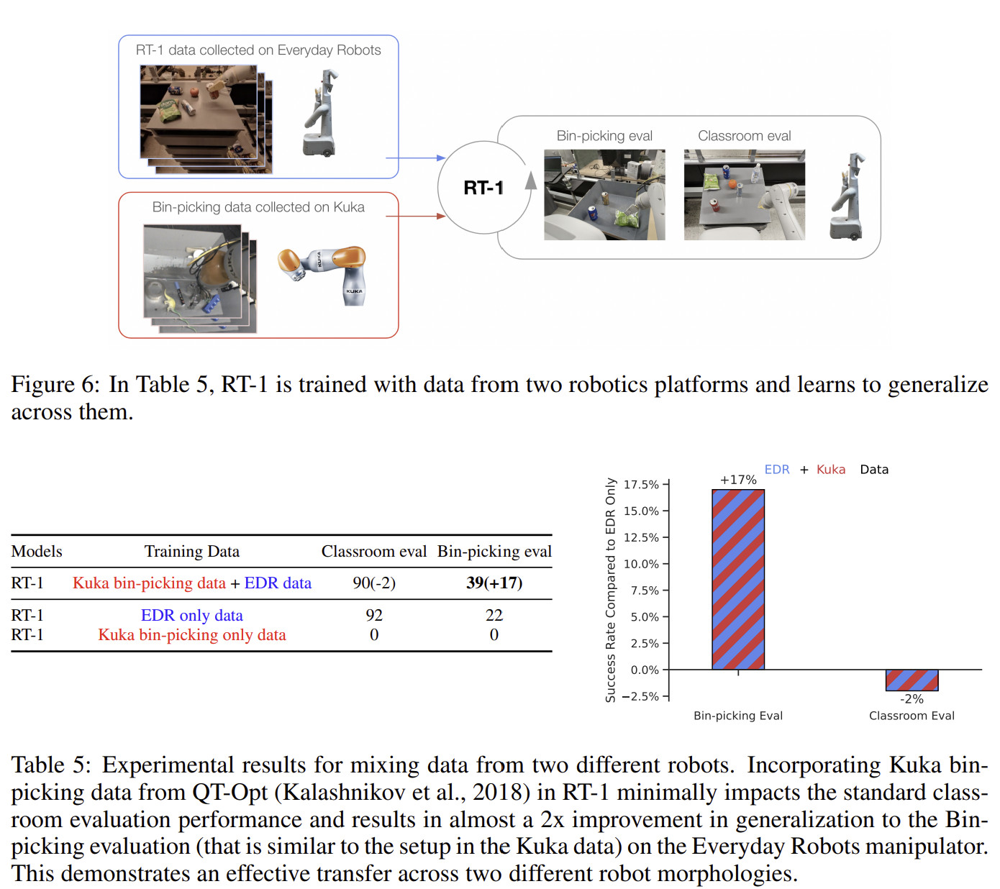 RT-1 data collected on Everyday Robots
Bin-picking data collected on Kuka
KUKA
KUKA
KUKA
RT-1
Bin-picking eval
Classroom eval
Figure 6: In Table 5, RT-1 is trained with data from two robotics platforms and learns to generalize
across them.
Models Training Data Classroom eval Bin-picking eval
RT-1 Kuka bin-picking data + EDR data 90(-2) 39(+17)
RT-1 EDR only data 92 22
RT-1 Kuka bin-picking only data 0 0
EDR + Kuka Data
Success Rate Compared to EDR Only
17.5%
15.0%
12.5%
10.0%
7.5%
5.0%
2.5%
0.0%
−2.5%
+17%
-2%
Bin-picking Eval
Classroom Eval
Table 5: Experimental results for mixing data from two different robots. Incorporating Kuka bin-
picking data from QT-Opt (Kalashnikov et al., 2018) in RT-1 minimally impacts the standard class-
room evaluation performance and results in almost a 2x improvement in generalization to the Bin-
picking evaluation (that is similar to the setup in the Kuka data) on the Everyday Robots manipulator.
This demonstrates an effective transfer across two different robot morphologies.